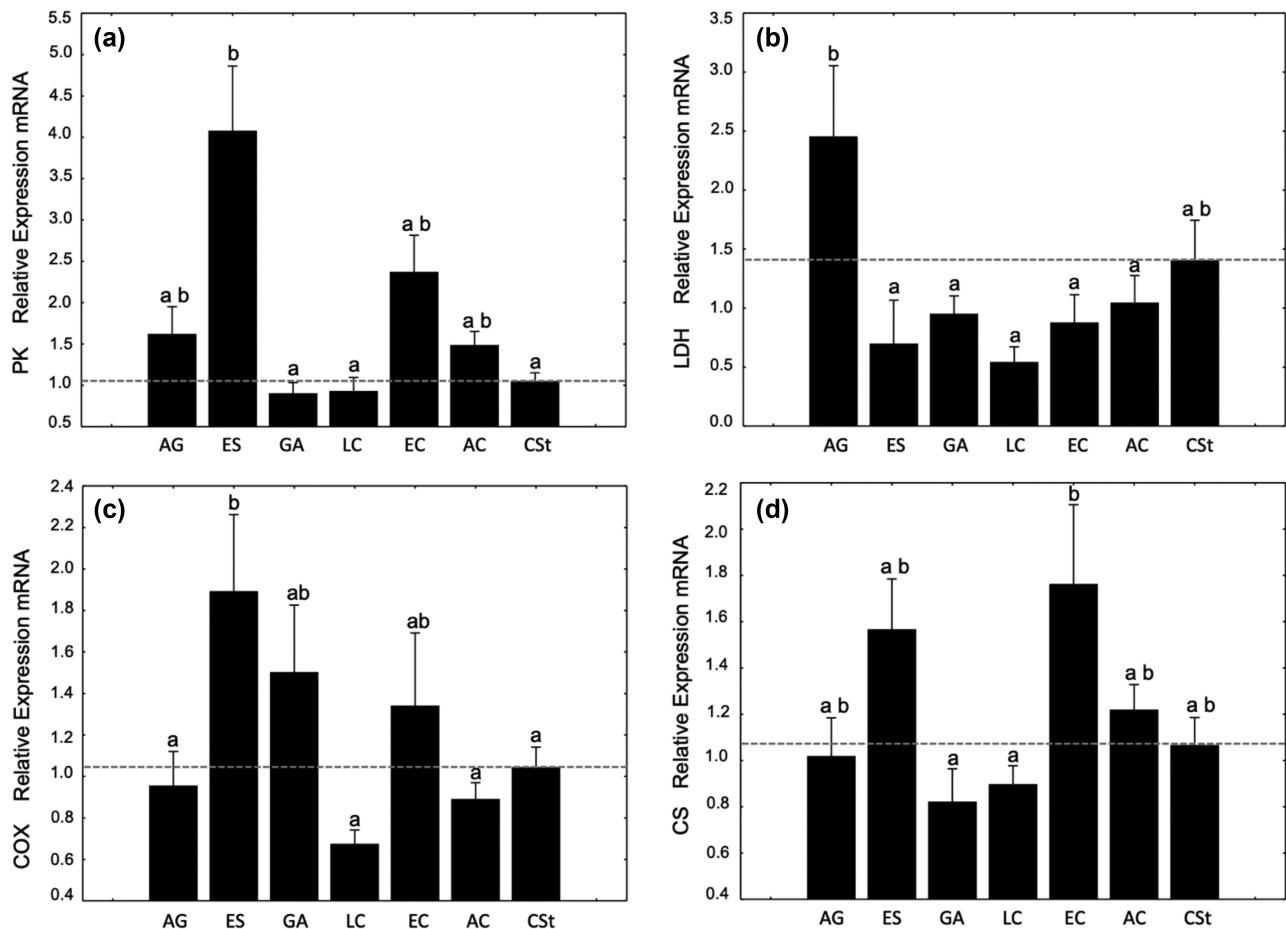 (a)
PK Relative Expression mRNA
5.5
5.0
4.5
4.0
3.5
3.0
2.5
2.0
1.5
1.0
0.5
a b
b
a
a
a b
a b
a
AG ES GA LC EC AC CSt
(b)
LDH Relative Expression mRNA
3.5
3.0
2.5
2.0
1.5
1.0
0.5
0.0
b
a
a
a
a
a
a b
AG ES GA LC EC AC CSt
(c)
COX Relative Expression mRNA
2.4
2.2
2.0
1.8
1.6
1.4
1.2
1.0
0.8
0.6
0.4
a
b
ab
a
ab
a
a
AG ES GA LC EC AC CSt
(d)
CS Relative Expression mRNA
2.2
2.0
1.8
1.6
1.4
1.2
1.0
0.8
0.6
0.4
a b
a b
a
a
b
a b
a b
AG ES GA LC EC AC CSt